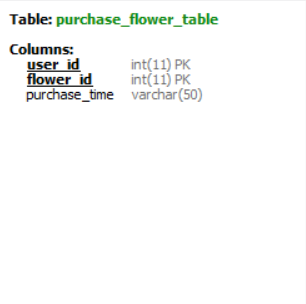 Table: purchase_flower_table
Columns:
user_id int(11) PK
flower_id int(11) PK
purchase_time varchar(50)